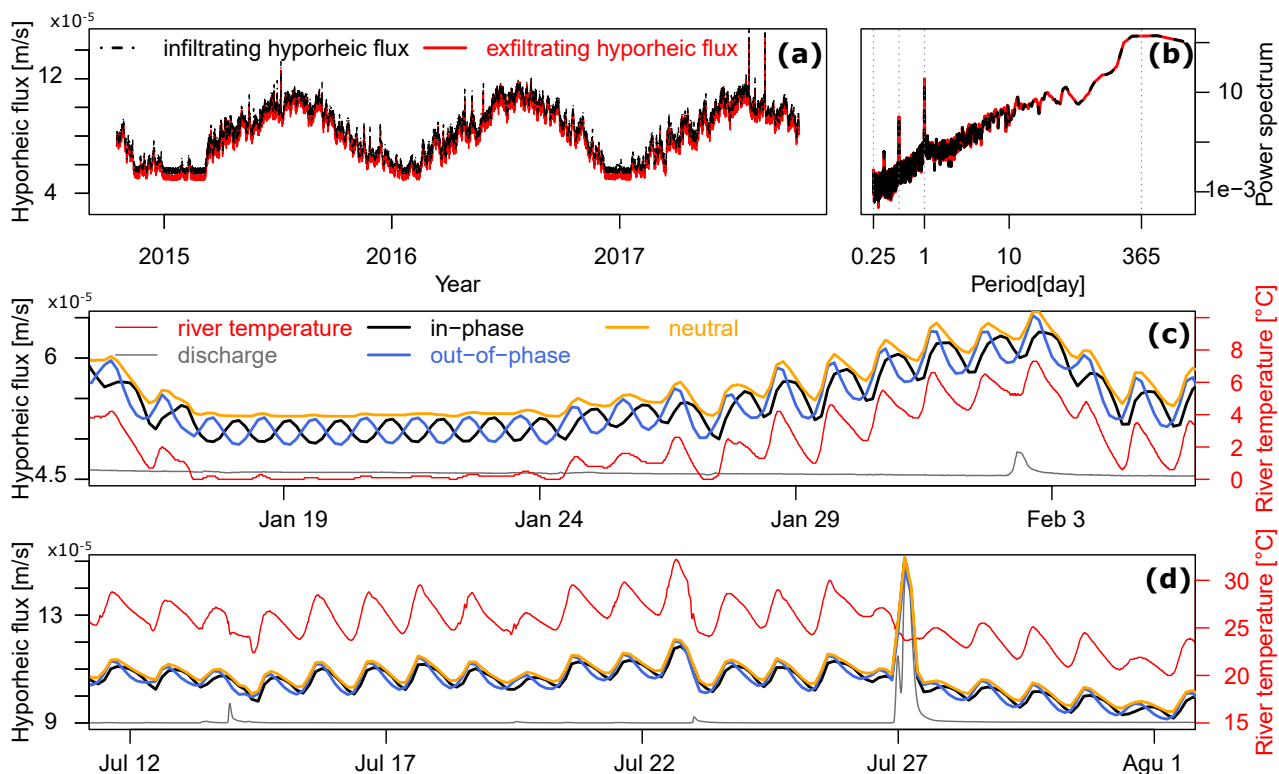 x10⁻⁵
infiltrating hyporheic flux
exfiltrating hyporheic flux
(a)
Hyporheic flux [m/s]
12
4
2015
2016
2017
Year
(b)
10
1e−3
Power spectrum
0.25
1
10
365
Period[day]
x10⁻⁵
river temperature
in−phase
neutral
discharge
out−of−phase
(c)
Hyporheic flux [m/s]
6
4.5
8
6
4
2
0
River temperature [°C]
Jan 19
Jan 24
Jan 29
Feb 3
x10⁻⁵
(d)
Hyporheic flux [m/s]
13
9
30
25
20
15
River temperature [°C]
Jul 12
Jul 17
Jul 22
Jul 27
Agu 1